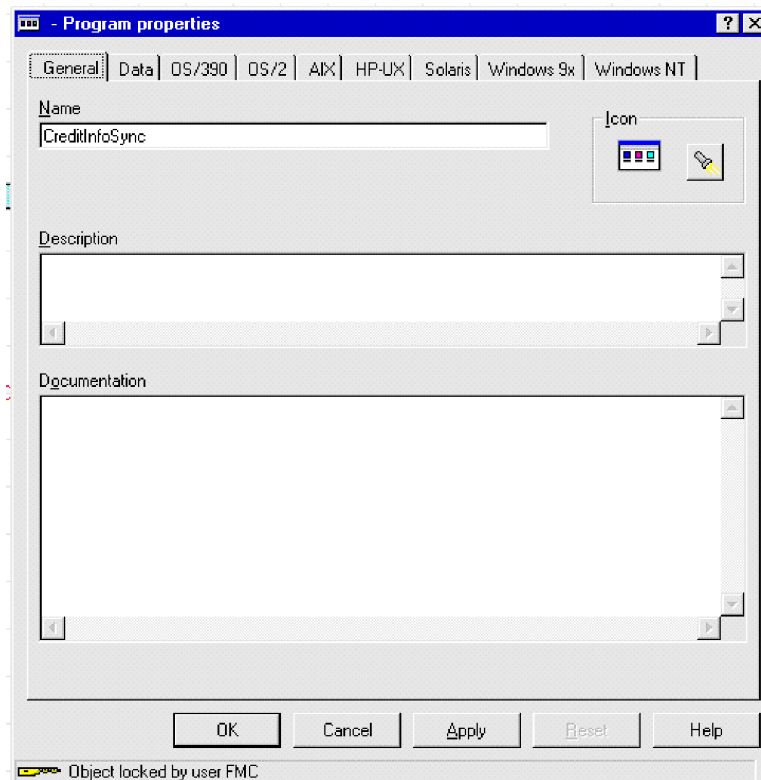 - Program properties
General Data OS/390 OS/2 AIX HP-UX Solaris Windows 9x Windows NT
Name
CreditInfoSync
Icon
Description
Documentation
OK Cancel Apply Reset Help
Object locked by user FMC